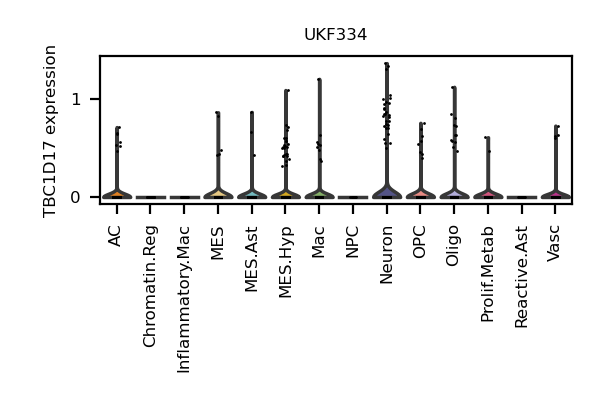 UKF334
TBC1D17 expression
1
0
AC
Chromatin.Reg
Inflammatory.Mac
MES
MES.Ast
MES.Hyp
Mac
NPC
Neuron
OPC
Oligo
Prolif.Metab
Reactive.Ast
Vasc